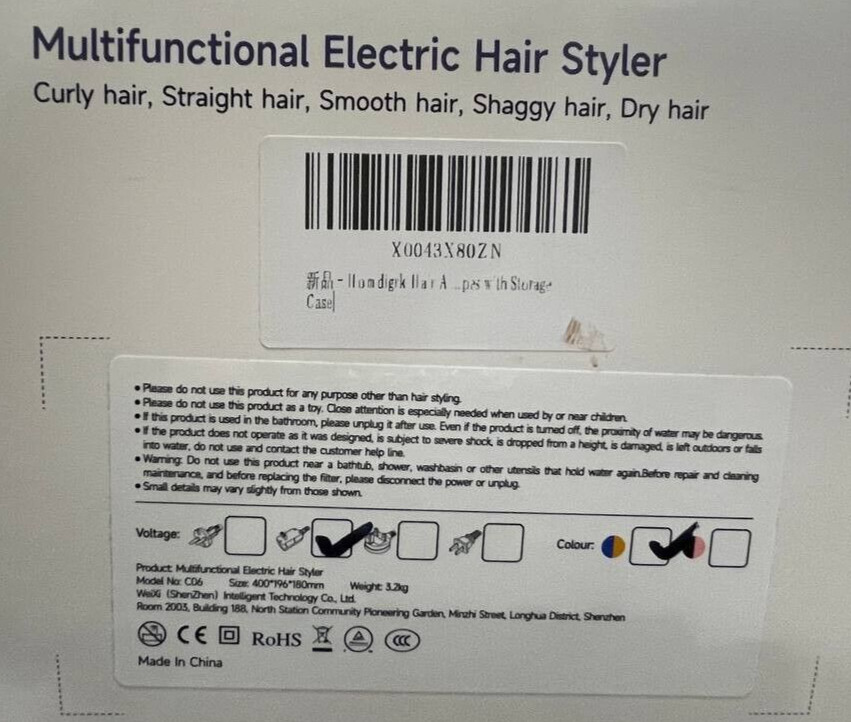 Multifunctional Electric Hair Styler
Curly hair, Straight hair, Smooth hair, Shaggy hair, Dry hair
X0043X80ZN
新品 - Storage
Case
• Please do not use this product for any purpose other than hair styling.
• Please do not use this product as a toy. Close attention is especially needed when used by or near children.
• If this product is used in the bathroom, please unplug it after use. Even if the product is turned off, the proximity of water may be dangerous.
• If the product does not operate as it was designed, is subject to severe shock, is dropped from a height, is damaged, is left outdoors or falls
into water, do not use and contact the customer help line.
• Warning: Do not use this product near a bathtub, shower, washbasin or other utensils that hold water again.Before repair and cleaning
maintenance, and before replacing the filter, please disconnect the power or unplug.
• Small details may vary slightly from those shown.
Voltage: Colour:
Product: Multifunctional Electric Hair Styler
Model No: C06 Size: 400*196*180mm Weight: 3.2kg
WeiXi (ShenZhen) Intelligent Technology Co., Ltd.
Room 2003, Building 188, North Station Community Pioneering Garden, Minzhi Street, Longhua District, Shenzhen
CE RoHS CCC
Made In China